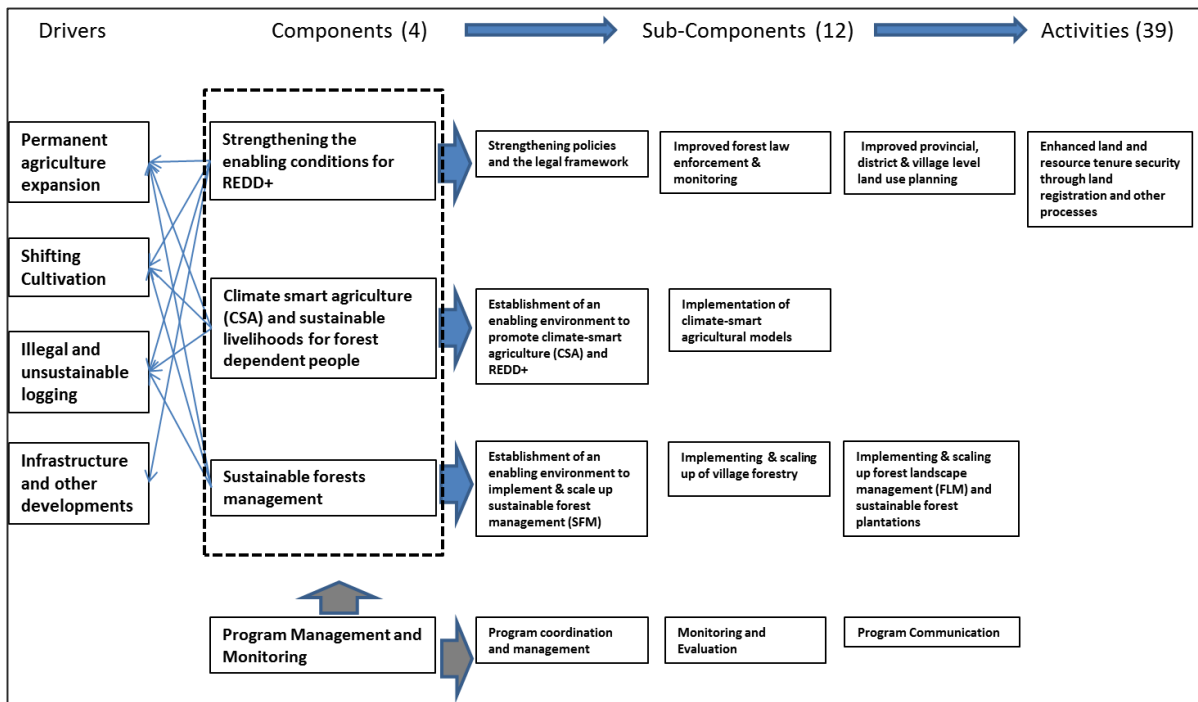 Drivers
Components (4)
Sub-Components (12)
Activities (39)
Permanent
agriculture
expansion
Shifting
Cultivation
Illegal and
unsustainable
logging
Infrastructure
and other
developments
Strengthening the
enabling conditions for
REDD+
Strengthening policies
and the legal framework
Improved forest law
enforcement &
monitoring
Improved provincial,
district & village level
land use planning
Enhanced land and
resource tenure security
through land
registration and other
processes
Climate smart agriculture
(CSA) and sustainable
livelihoods for forest
dependent people
Establishment of an
enabling environment to
promote climate-smart
agriculture (CSA) and
REDD+
Implementation of
climate-smart
agricultural models
Sustainable forests
management
Establishment of an
enabling environment to
implement & scale up
sustainable forest
management (SFM)
Implementing & scaling
up of village forestry
Implementing & scaling
up forest landscape
management (FLM) and
sustainable forest
plantations
Program Management and
Monitoring
Program coordination
and management
Monitoring and
Evaluation
Program Communication